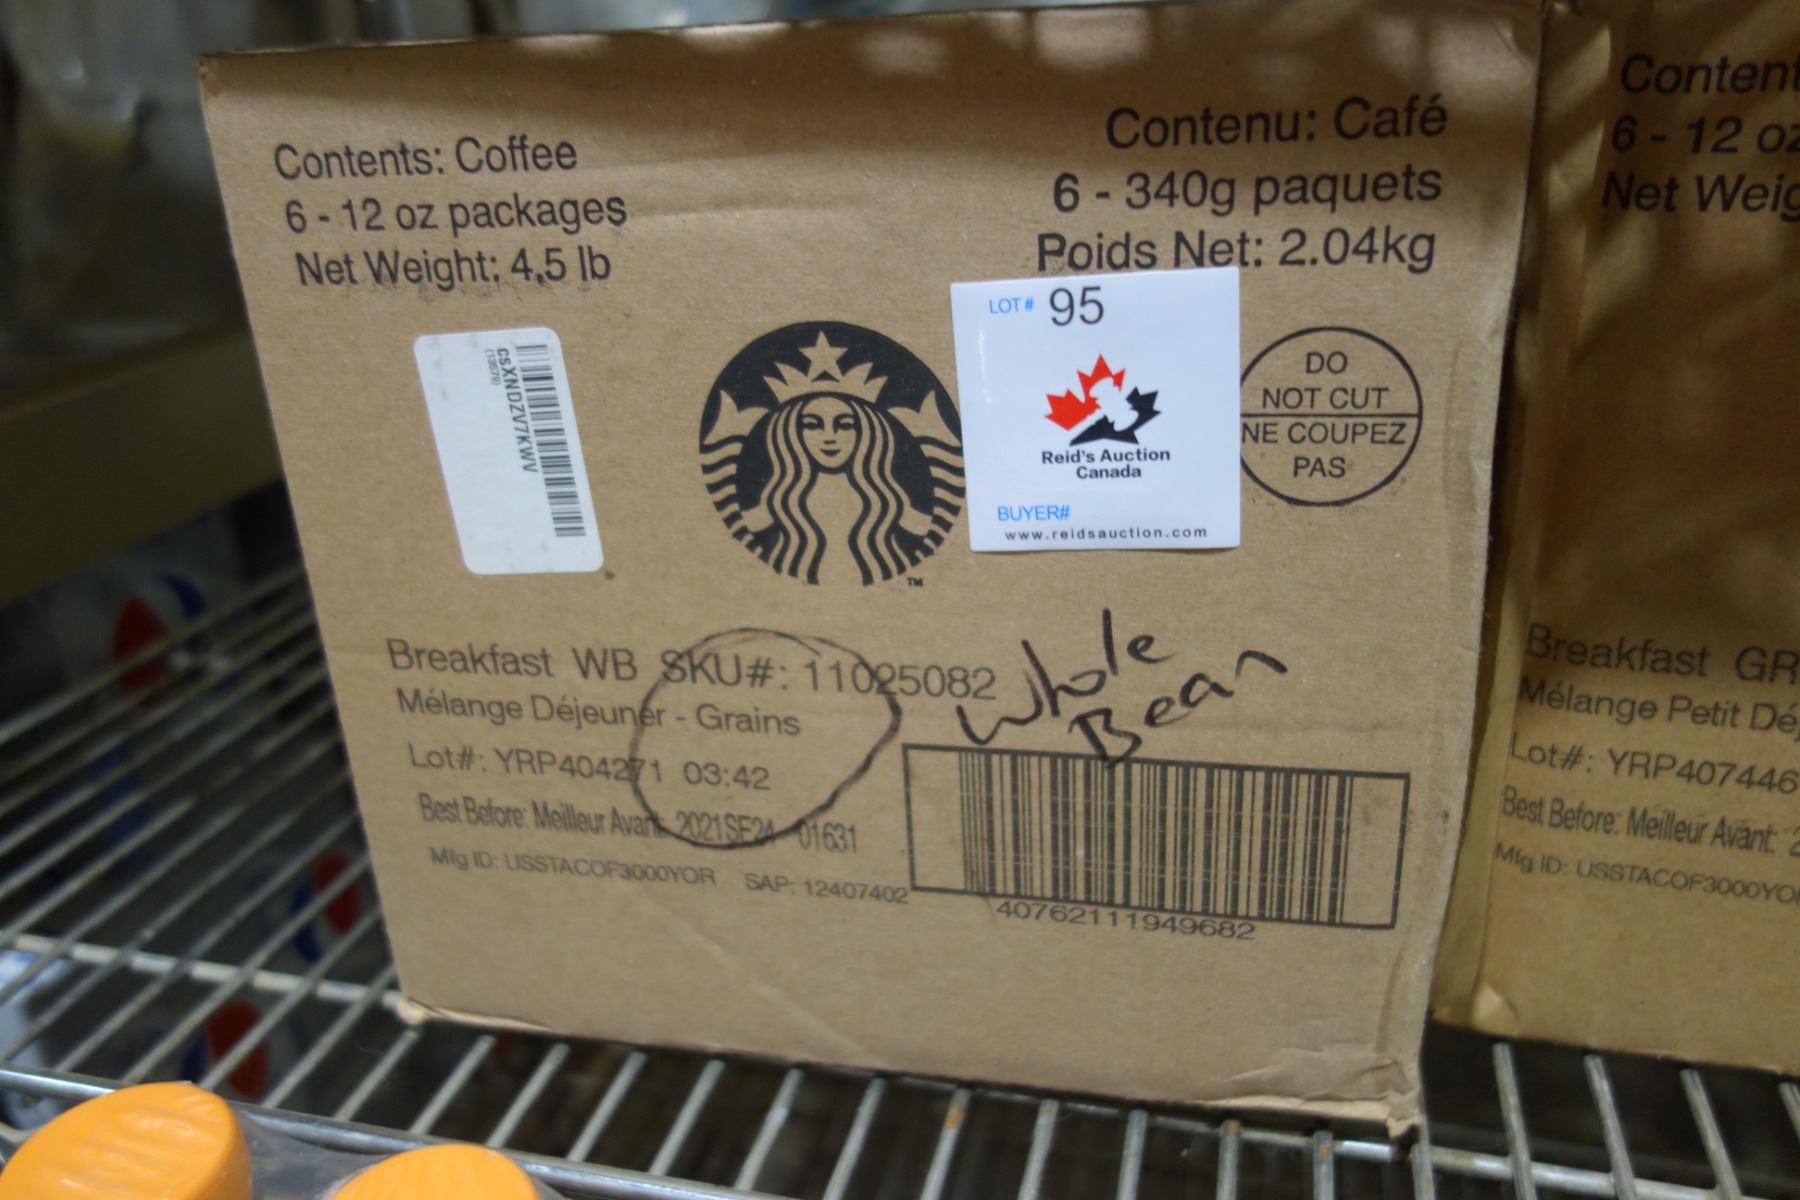 Contents: Coffee
6 - 12 oz packages
Net Weight: 4.5 lb
Contenu: Café
6 - 340g paquets
Poids Net: 2.04kg
CSXNDZV7KWV
(13579)
LOT# 95
Reid's Auction
Canada
BUYER#
www.reidsauction.com
DO
NOT CUT
NE COUPEZ
PAS
TM
Breakfast WB SKU#: 11025082
Mélange Déjeuner - Grains
Lot#: YRP404271 03:42
Best Before: Meilleur Avant: 2021SE24 01631
Mfg ID: USSTACOF3000YOR SAP: 12407402
Whole
Bean
40762111949682
Content
6 - 12 oz
Net Weig
Breakfast GR
Mélange Petit Déj
Lot#: YRP407446
Best Before: Meilleur Avant: 2
Mfg ID: USSTACOF3000YO